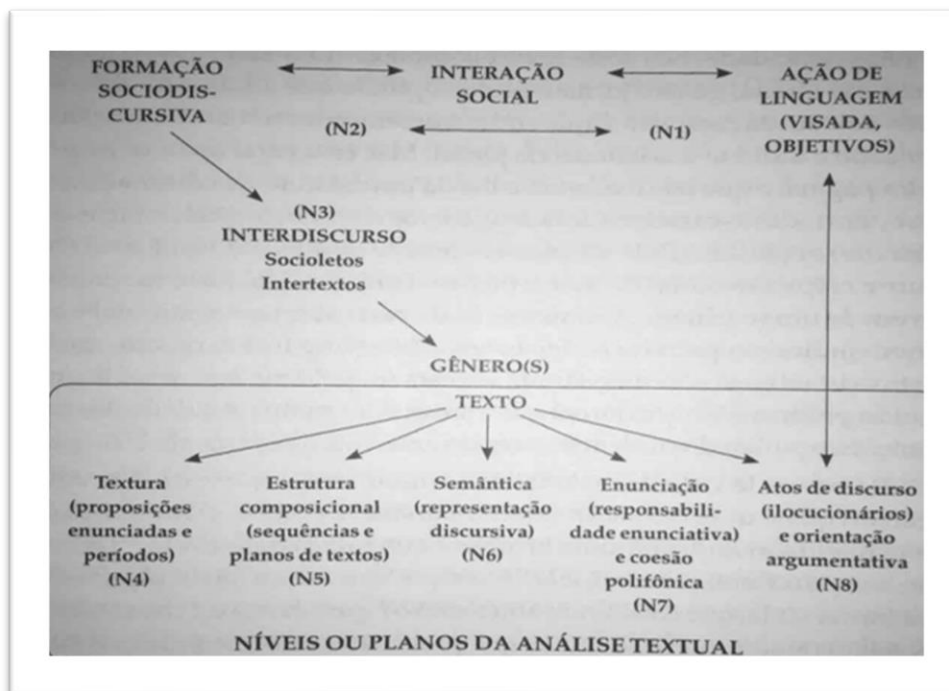 FORMAÇÃO
SOCIODIS-
CURSIVA
INTERAÇÃO
SOCIAL
AÇÃO DE
LINGUAGEM
(VISADA,
OBJETIVOS)
(N2)
(N1)
(N3)
INTERDISCURSO
Socioletos
Intertextos
GÊNERO(S)
TEXTO
Textura
(proposições
enunciada e
períodos)
(N4)
Estrutura
composicional
(sequências e
planos de textos)
(N5)
Semântica
(representação
discursiva)
(N6)
Enunciação
(responsabili-
dade enunciativa)
e coesão
polifônica
(N7)
Atos de discurso
(ilocucionários)
e orientação
argumentativa
(N8)
NÍVEIS OU PLANOS DA ANÁLISE TEXTUAL